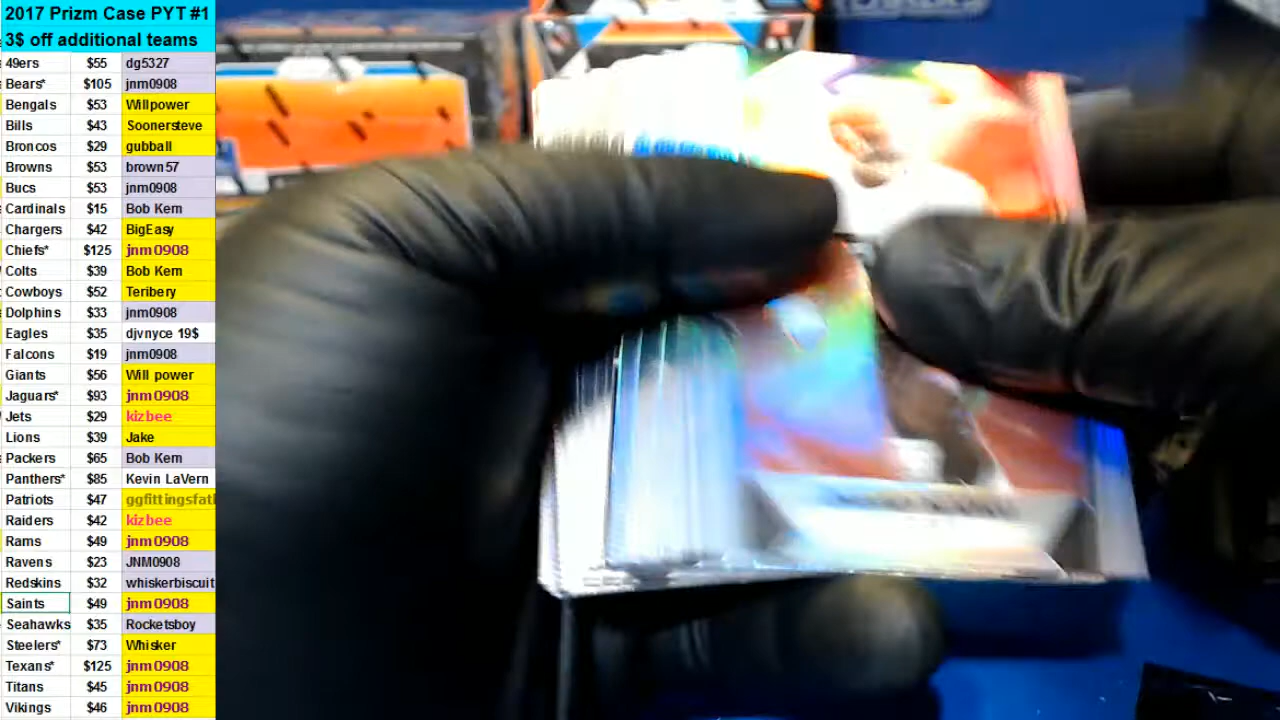 2017 Prizm Case PYT #1
3$ off additional teams
49ers $55 dg5327
Bears* $105 jnm0908
Bengals $53 Willpower
Bills $43 Soonersteve
Broncos $29 gubball
Browns $53 brown57
Bucs $53 jnm0908
Cardinals $15 Bob Kern
Chargers $42 BigEasy
Chiefs* $125 jnm0908
Colts $39 Bob Kern
Cowboys $52 Teribery
Dolphins $33 jnm0908
Eagles $35 djvnyce 19$
Falcons $19 jnm0908
Giants $56 Will power
Jaguars* $93 jnm0908
Jets $29 kizbee
Lions $39 Jake
Packers $65 Bob Kern
Panthers* $85 Kevin LaVern
Patriots $47 ggfittingsfatl
Raiders $42 kizbee
Rams $49 jnm0908
Ravens $23 JNM0908
Redskins $32 whiskerbiscuit
Saints $49 jnm0908
Seahawks $35 Rocketsboy
Steelers* $73 Whisker
Texans* $125 jnm0908
Titans $45 jnm0908
Vikings $46 jnm0908